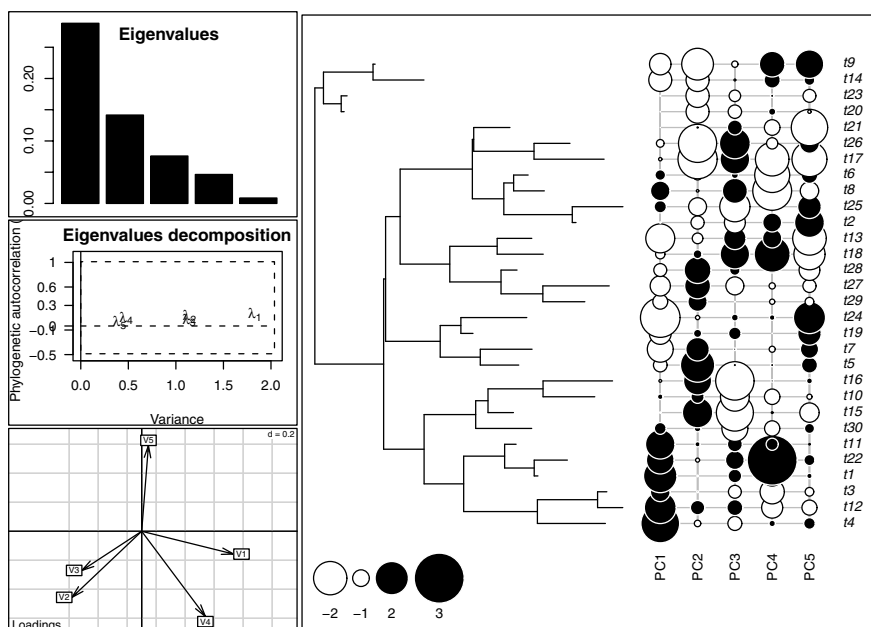 Eigenvalues
0.00 0.10 0.20
Eigenvalues decomposition
Phylogenetic autocorrelation (
1
0.6
0.3
0
−0.1
−0.5
λ1
0.0 0.5 1.0 1.5 2.0
Variance
d = 0.2
V5
V1
V3
V2
V4
Loadings
t9
t14
t23
t20
t21
t26
t17
t6
t8
t25
t2
t13
t18
t28
t27
t29
t24
t19
t7
t5
t16
t10
t15
t30
t11
t22
t1
t3
t12
t4
PC1 PC2 PC3 PC4 PC5
−2 −1 2 3